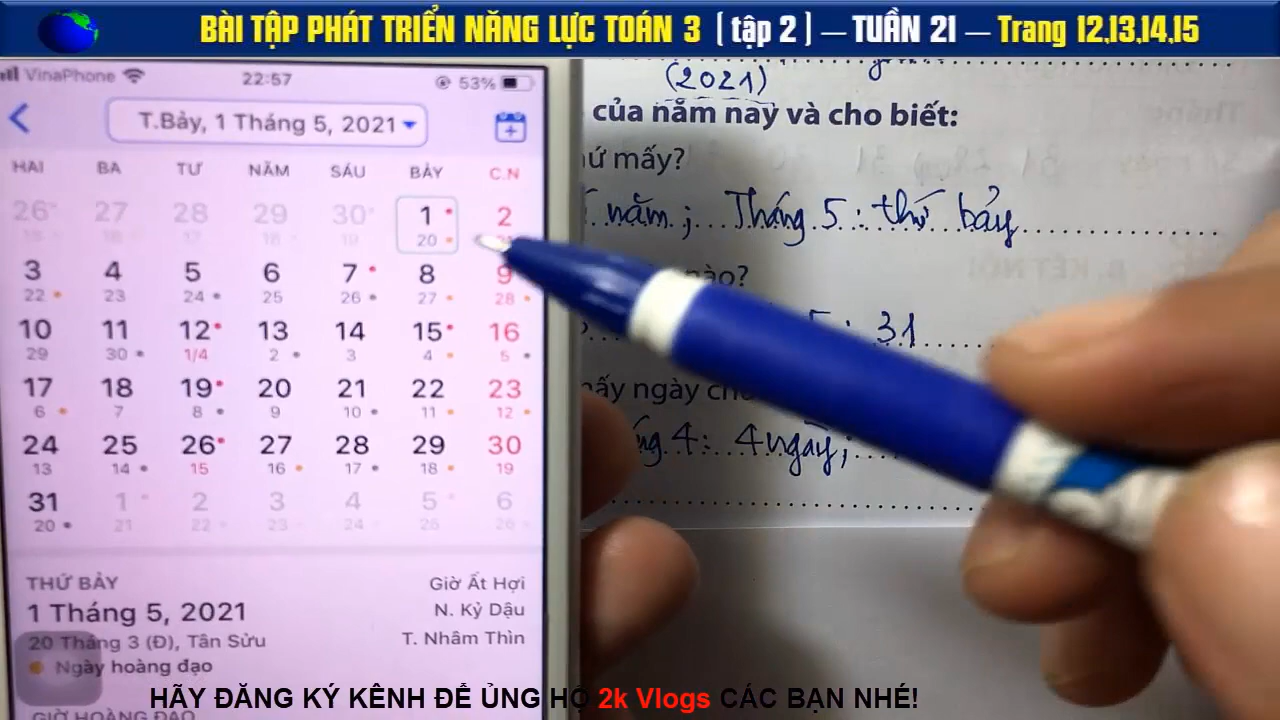 BÀI TẬP PHÁT TRIỂN NĂNG LỰC TOÁN 3 ( tập 2 ) — TUẦN 21 — Trang 12,13,14,15
VinaPhone 22:57 53%
T.Bảy, 1 Tháng 5, 2021
HAI BA TƯ NĂM SÁU BẢY C.N
26 27 28 29 30 1 2
18 19 20
3 4 5 6 7 8 9
22 23 24 25 26 27 28
10 11 12 13 14 15 16
29 30 1/4 2 3 4 5
17 18 19 20 21 22 23
6 7 8 9 10 11 12
24 25 26 27 28 29 30
13 14 15 16 17 18 19
31 1 2 3 4 5 6
20 21 22 23 24 25 26
THỨ BẢY Giờ Ất Hợi
1 Tháng 5, 2021 N. Kỷ Dậu
20 Tháng 3 (Đ), Tân Sửu T. Nhâm Thìn
Ngày hoàng đạo
GIỜ HOÀNG ĐẠO
(2021)
của năm nay và cho biết:
mấy?
năm ; Tháng 5 : thứ bảy
nào?
5 : 31
ngày
4 : 4 ngày ;
HÃY ĐĂNG KÝ KÊNH ĐỂ ỦNG HỘ 2k Vlogs CÁC BẠN NHÉ!